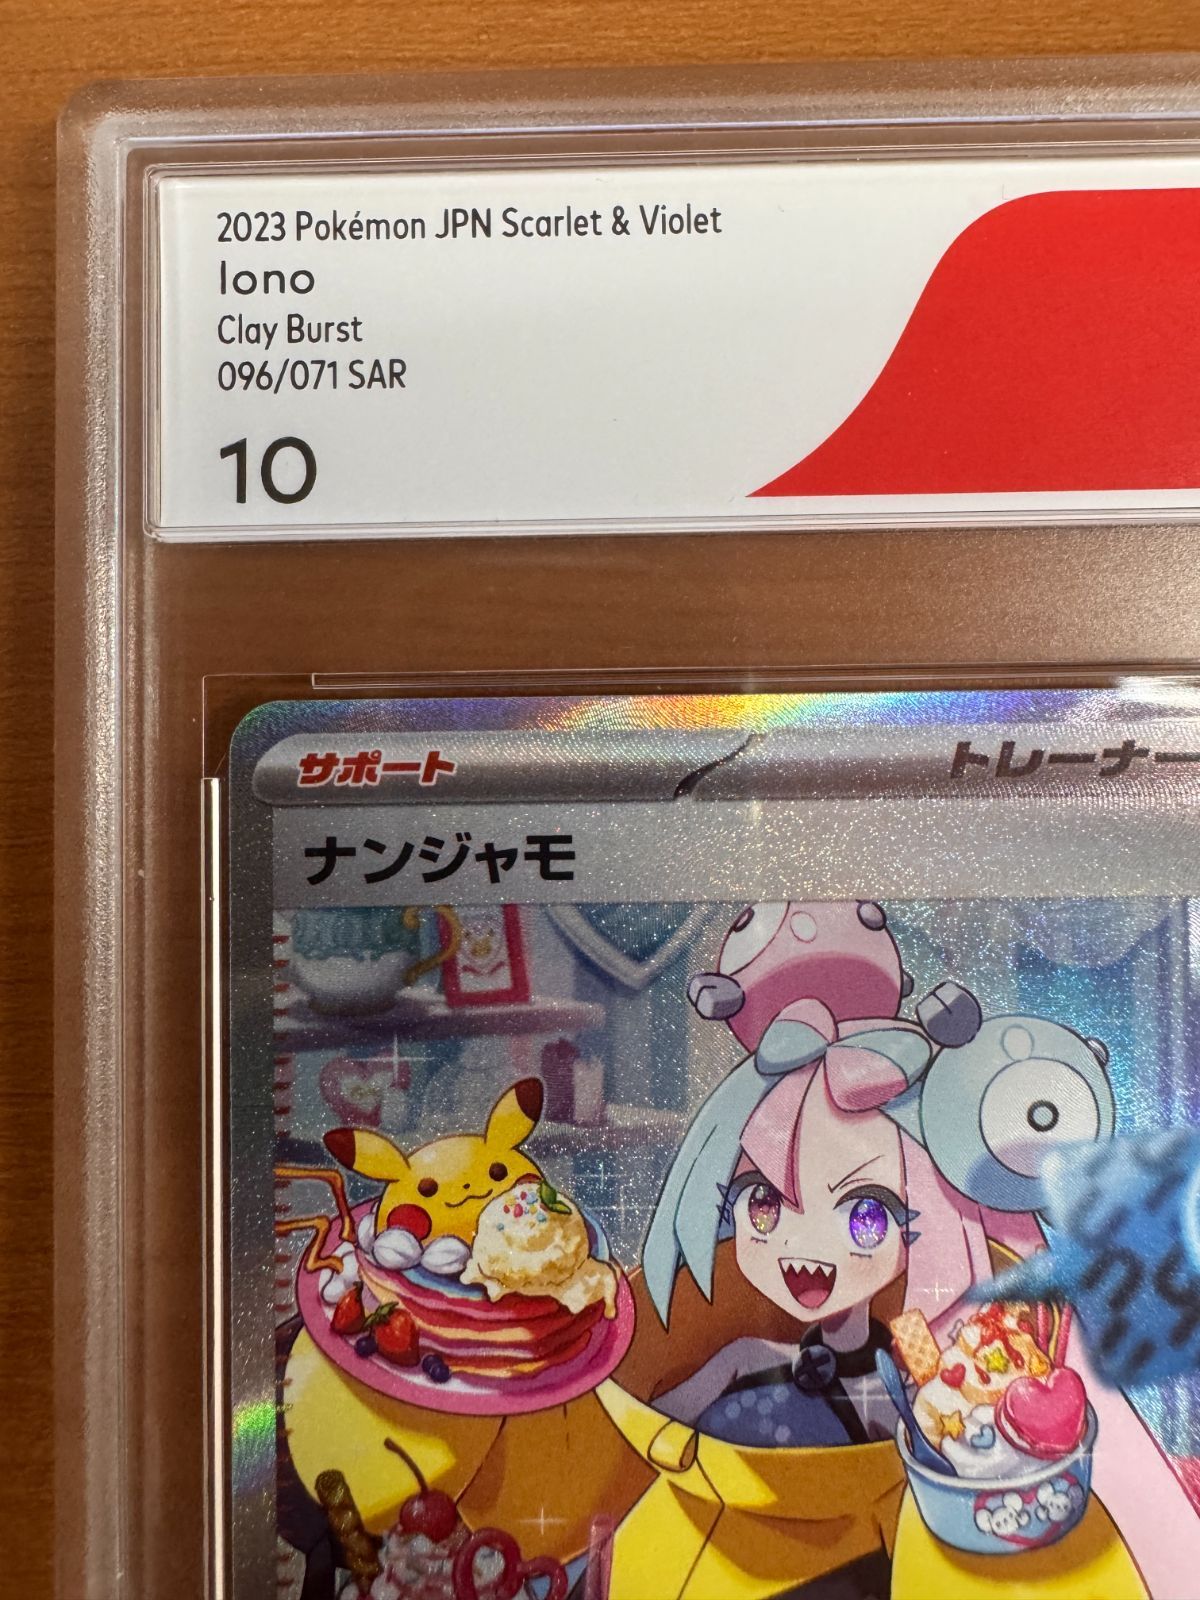 2023 Pokémon JPN Scarlet & Violet
Iono
Clay Burst
096/071 SAR
10
サポート
トレーナー
ナンジャモ